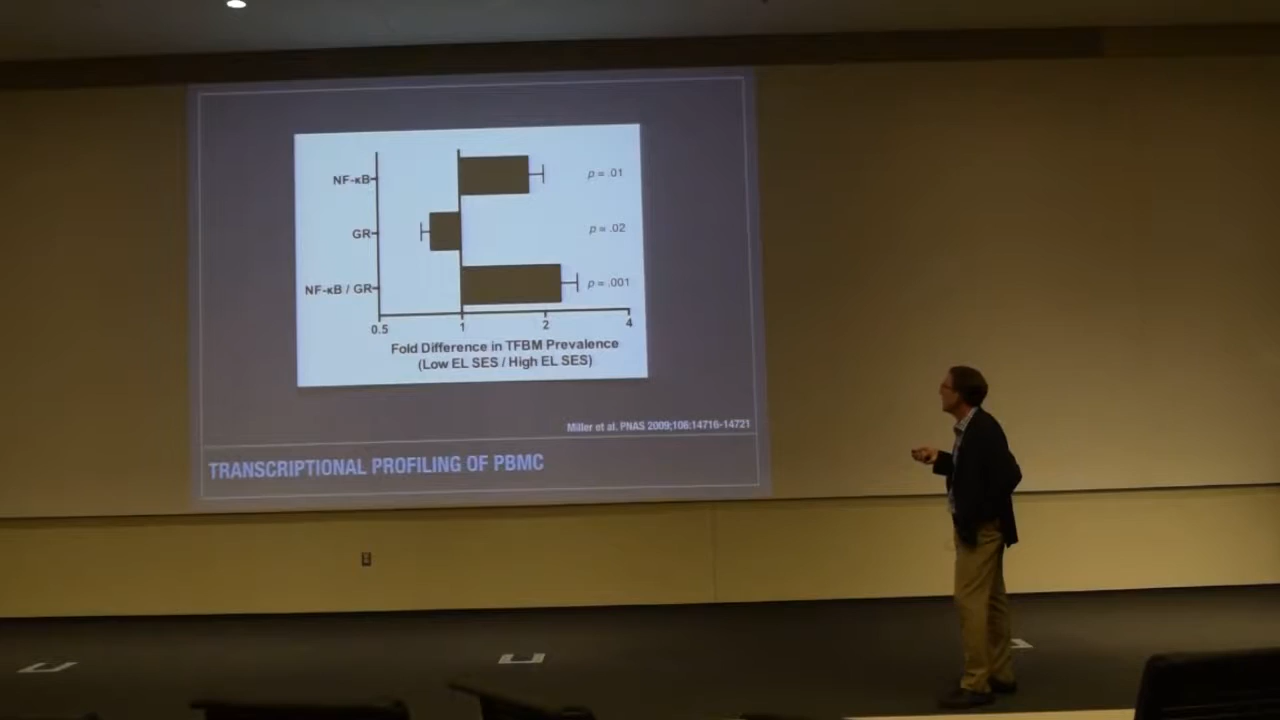 NF-κB
p = .01
GR
p = .02
NF-κB / GR
p = .001
0.5 1 2 4
Fold Difference in TFBM Prevalence
(Low EL SES / High EL SES)
Miller et al. PNAS 2009;106:14716-14721
TRANSCRIPTIONAL PROFILING OF PBMC